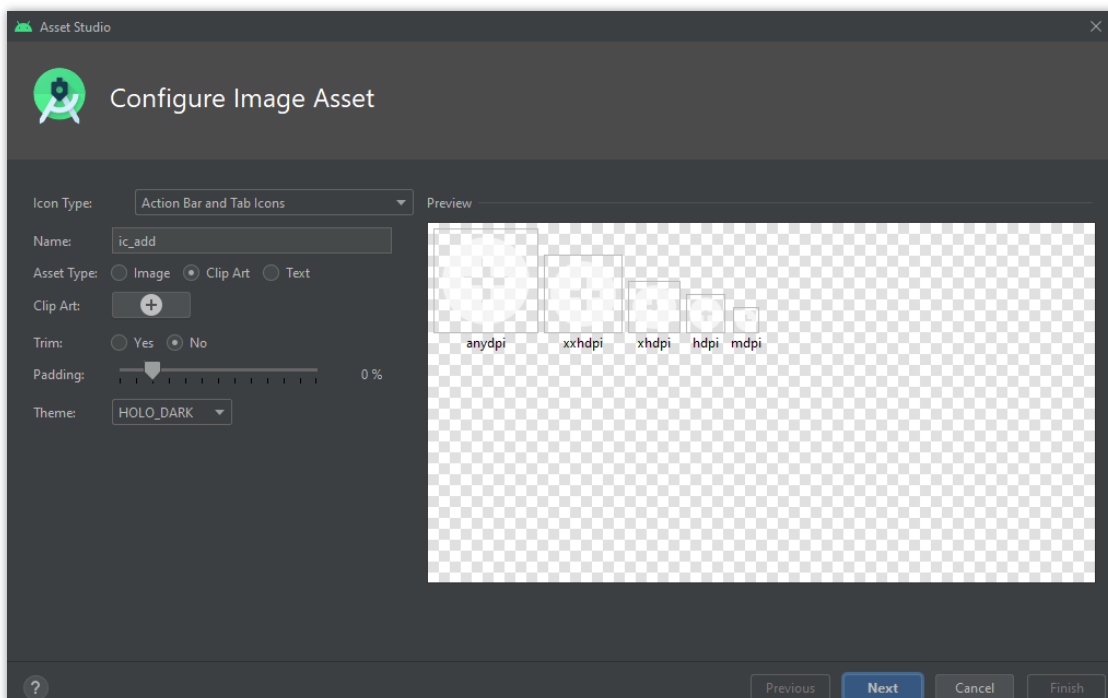 Asset Studio
Configure Image Asset
Icon Type: Action Bar and Tab Icons
Name: ic_add
Asset Type: Image Clip Art Text
Clip Art:
Trim: Yes No
Padding: 0 %
Theme: HOLO_DARK
Preview
anydpi xxhdpi xhdpi hdpi mdpi
? Previous Next Cancel Finish